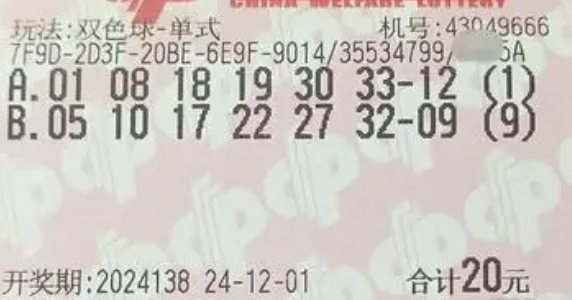 CHINA WELFARE LOTTERY
玩法:双色球-单式 机号:43049666
7F9D-2D3F-20BE-6E9F-9014/35534799/ 5A
A.01 08 18 19 30 33-12 (1)
B.05 10 17 22 27 32-09 (9)
开奖期:2024138 24-12-01 合计20元